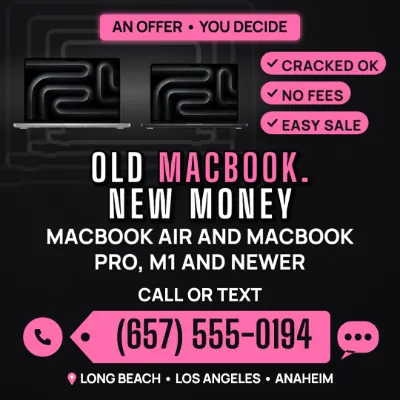 AN OFFER • YOU DECIDE
CRACKED OK
NO FEES
EASY SALE
OLD MACBOOK.
NEW MONEY
MACBOOK AIR AND MACBOOK
PRO, M1 AND NEWER
CALL OR TEXT
(657) 555-0194
LONG BEACH • LOS ANGELES • ANAHEIM